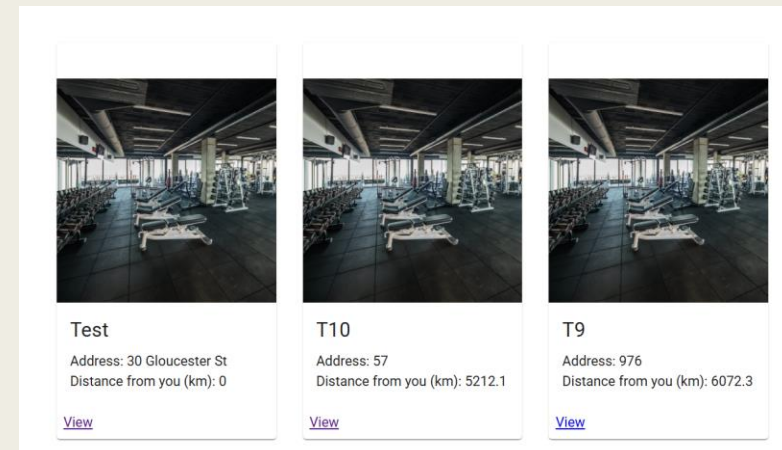 Test
Address: 30 Gloucester St
Distance from you (km): 0
View
T10
Address: 57
Distance from you (km): 5212.1
View
T9
Address: 976
Distance from you (km): 6072.3
View